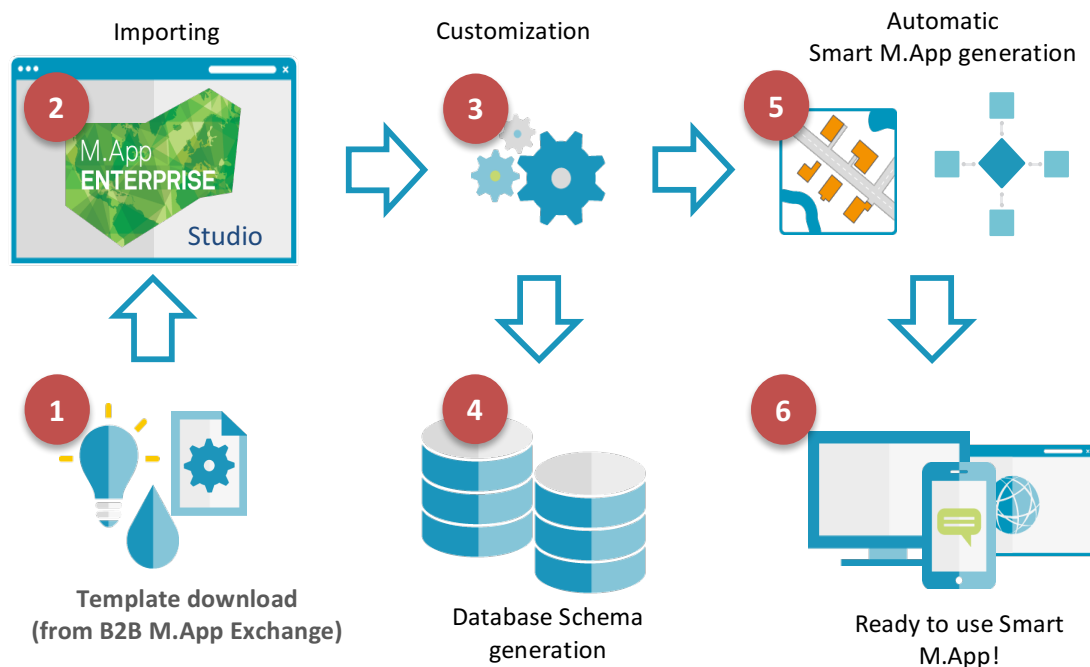 Importing
Customization
Automatic
Smart M.App generation
2
3
5
M.App
ENTERPRISE
Studio
1
4
6
Template download
(from B2B M.App Exchange)
Database Schema
generation
Ready to use Smart
M.App!